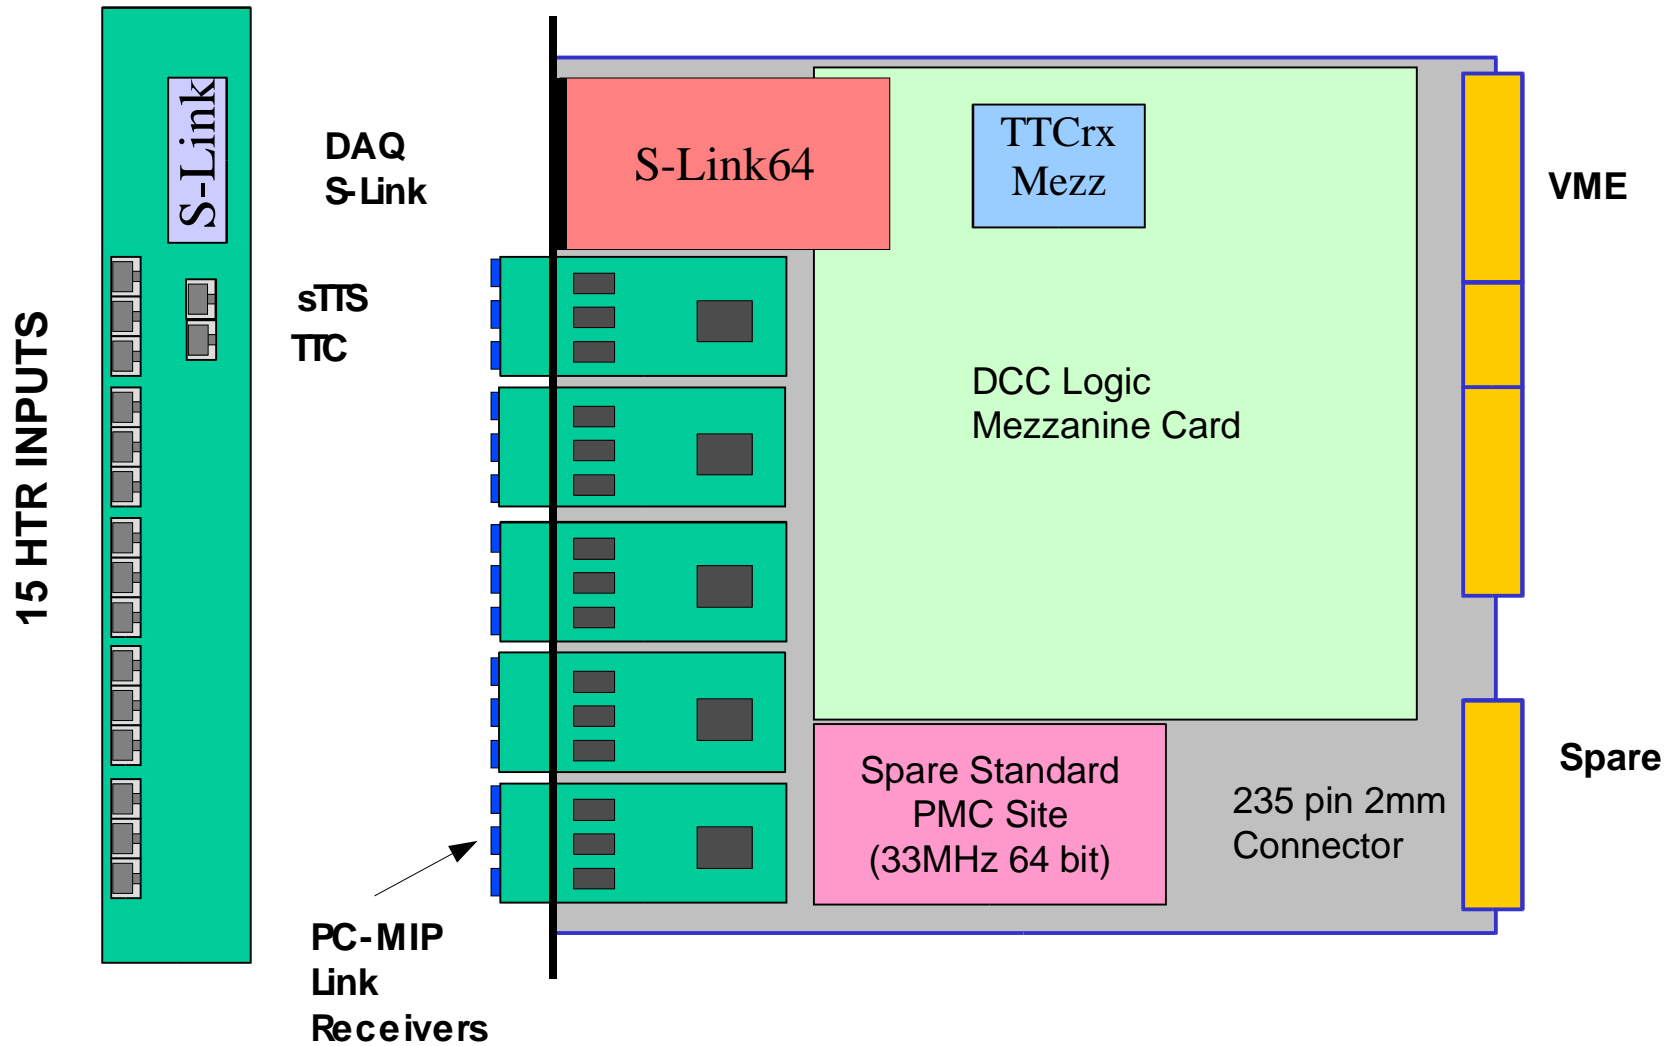 15 HTR INPUTS
S-Link
DAQ
S-Link
sTTS
TTC
S-Link64
TTCrx
Mezz
DCC Logic
Mezzanine Card
VME
Spare Standard
PMC Site
(33MHz 64 bit)
235 pin 2mm
Connector
Spare
PC-MIP
Link
Receivers